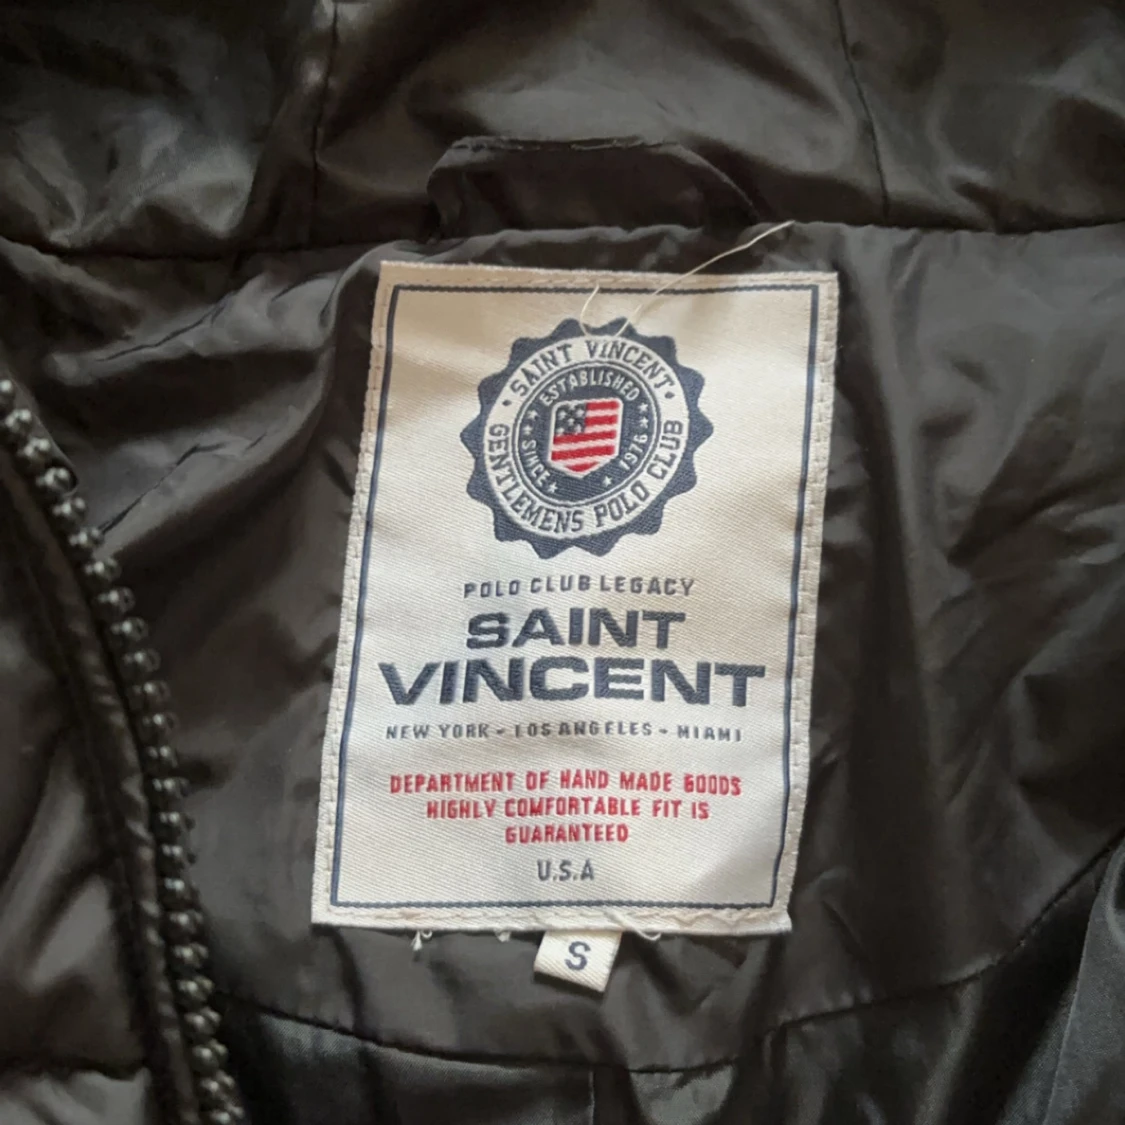 SAINT VINCENT
GENTLEMENS POLO CLUB
ESTABLISHED
SINCE 1976
POLO CLUB LEGACY
SAINT
VINCENT
NEW YORK - LOS ANGELES - MIAMI
DEPARTMENT OF HAND MADE GOODS
HIGHLY COMFORTABLE FIT IS
GUARANTEED
U.S.A
S